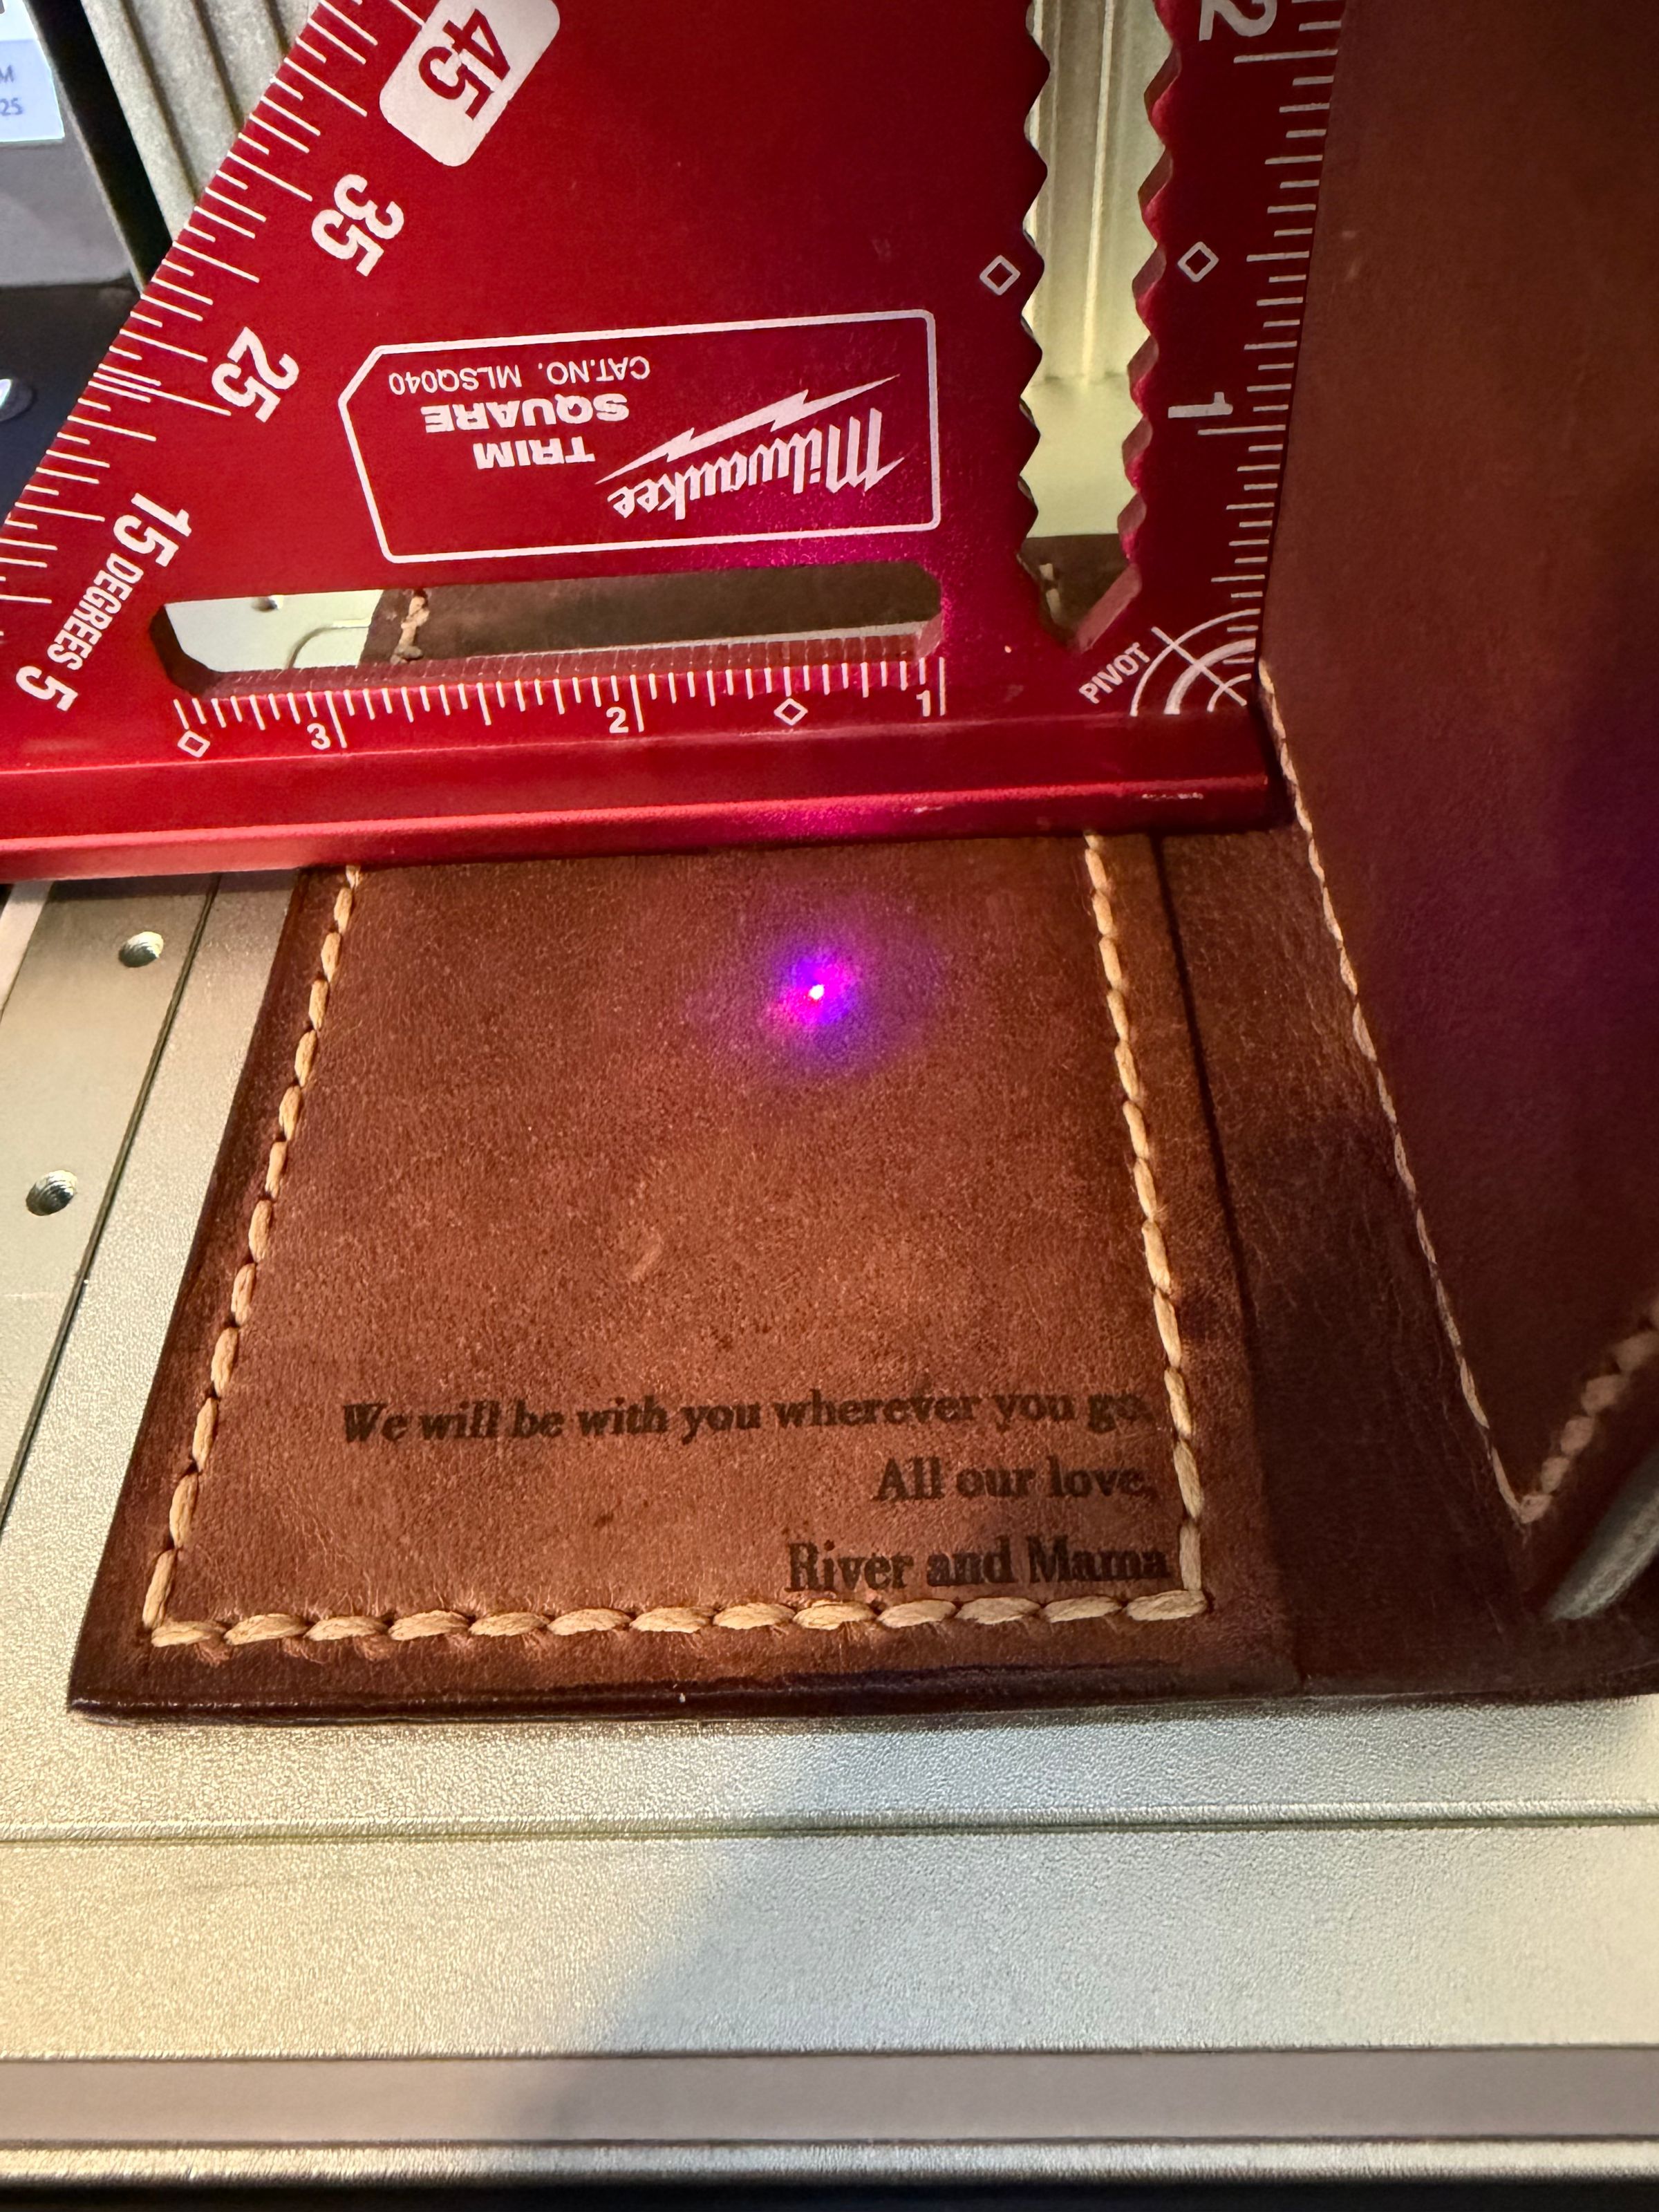 M
25
45
35
25
15 DEGREES 5
2
1
CAT.NO. MLSQ040
TRIM
SQUARE
Milwaukee
PIVOT
3 2 1
We will be with you wherever you go,
All our love,
River and Mama